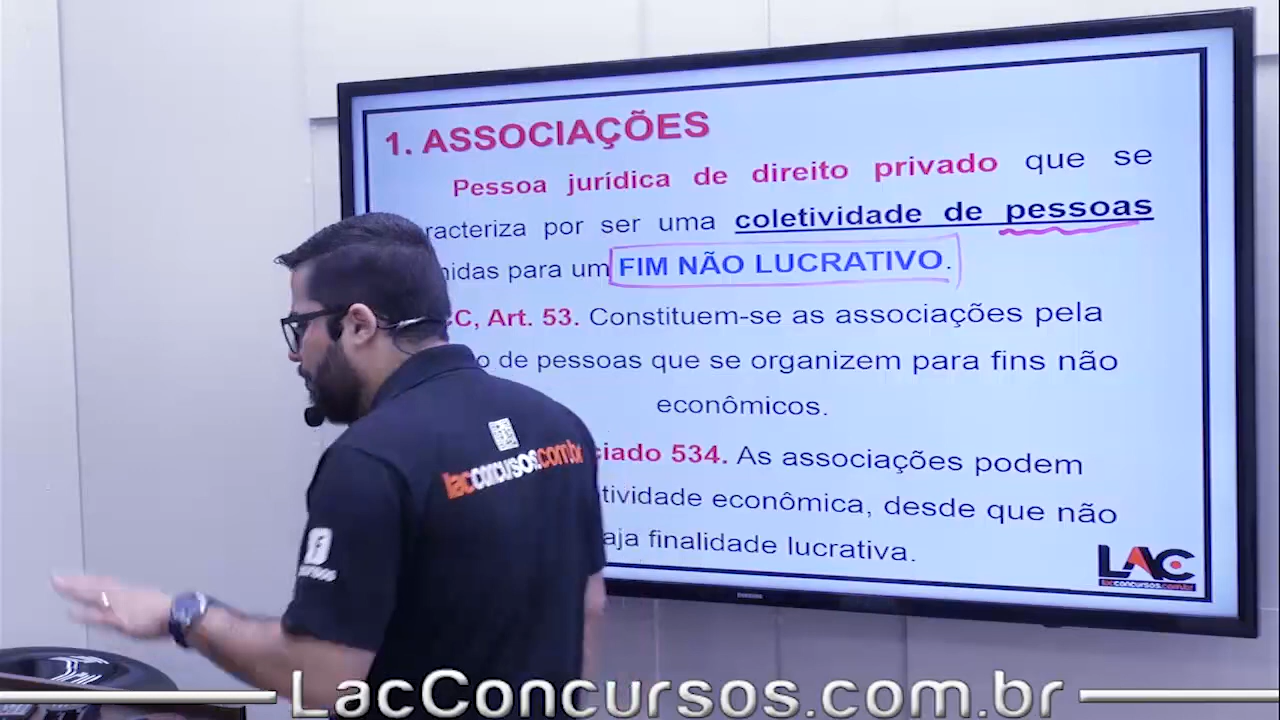 1. ASSOCIAÇÕES
Pessoa jurídica de direito privado que se
racteriza por ser uma coletividade de pessoas
nidas para um FIM NÃO LUCRATIVO.
CC, Art. 53. Constituem-se as associações pela
o de pessoas que se organizem para fins não
econômicos.
ciado 534. As associações podem
tividade econômica, desde que não
aja finalidade lucrativa.
LAC
lacconcursos.com.br
lacconcursos.com.br
SAMSUNG
LacConcursos.com.br